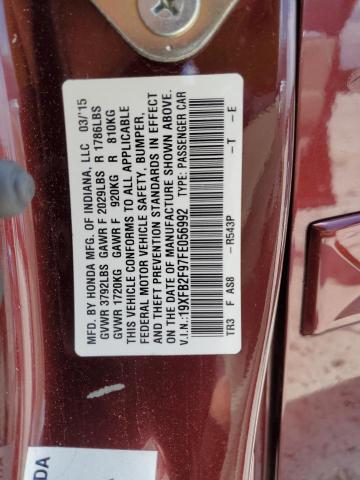 MFD. BY HONDA MFG. OF INDIANA, LLC 03/15
GVWR 3792LBS GAWR F 2029LBS R 1786LBS
GVWR 1720KG GAWR F 920KG R 810KG
THIS VEHICLE CONFORMS TO ALL APPLICABLE
FEDERAL MOTOR VEHICLE SAFETY, BUMPER,
AND THEFT PREVENTION STANDARDS IN EFFECT
ON THE DATE OF MANUFACTURE SHOWN ABOVE.
V.I.N.:19XFB2F97FE056992 TYPE: PASSENGER CAR
TR3 F AS8 -R543P -T -E
DA